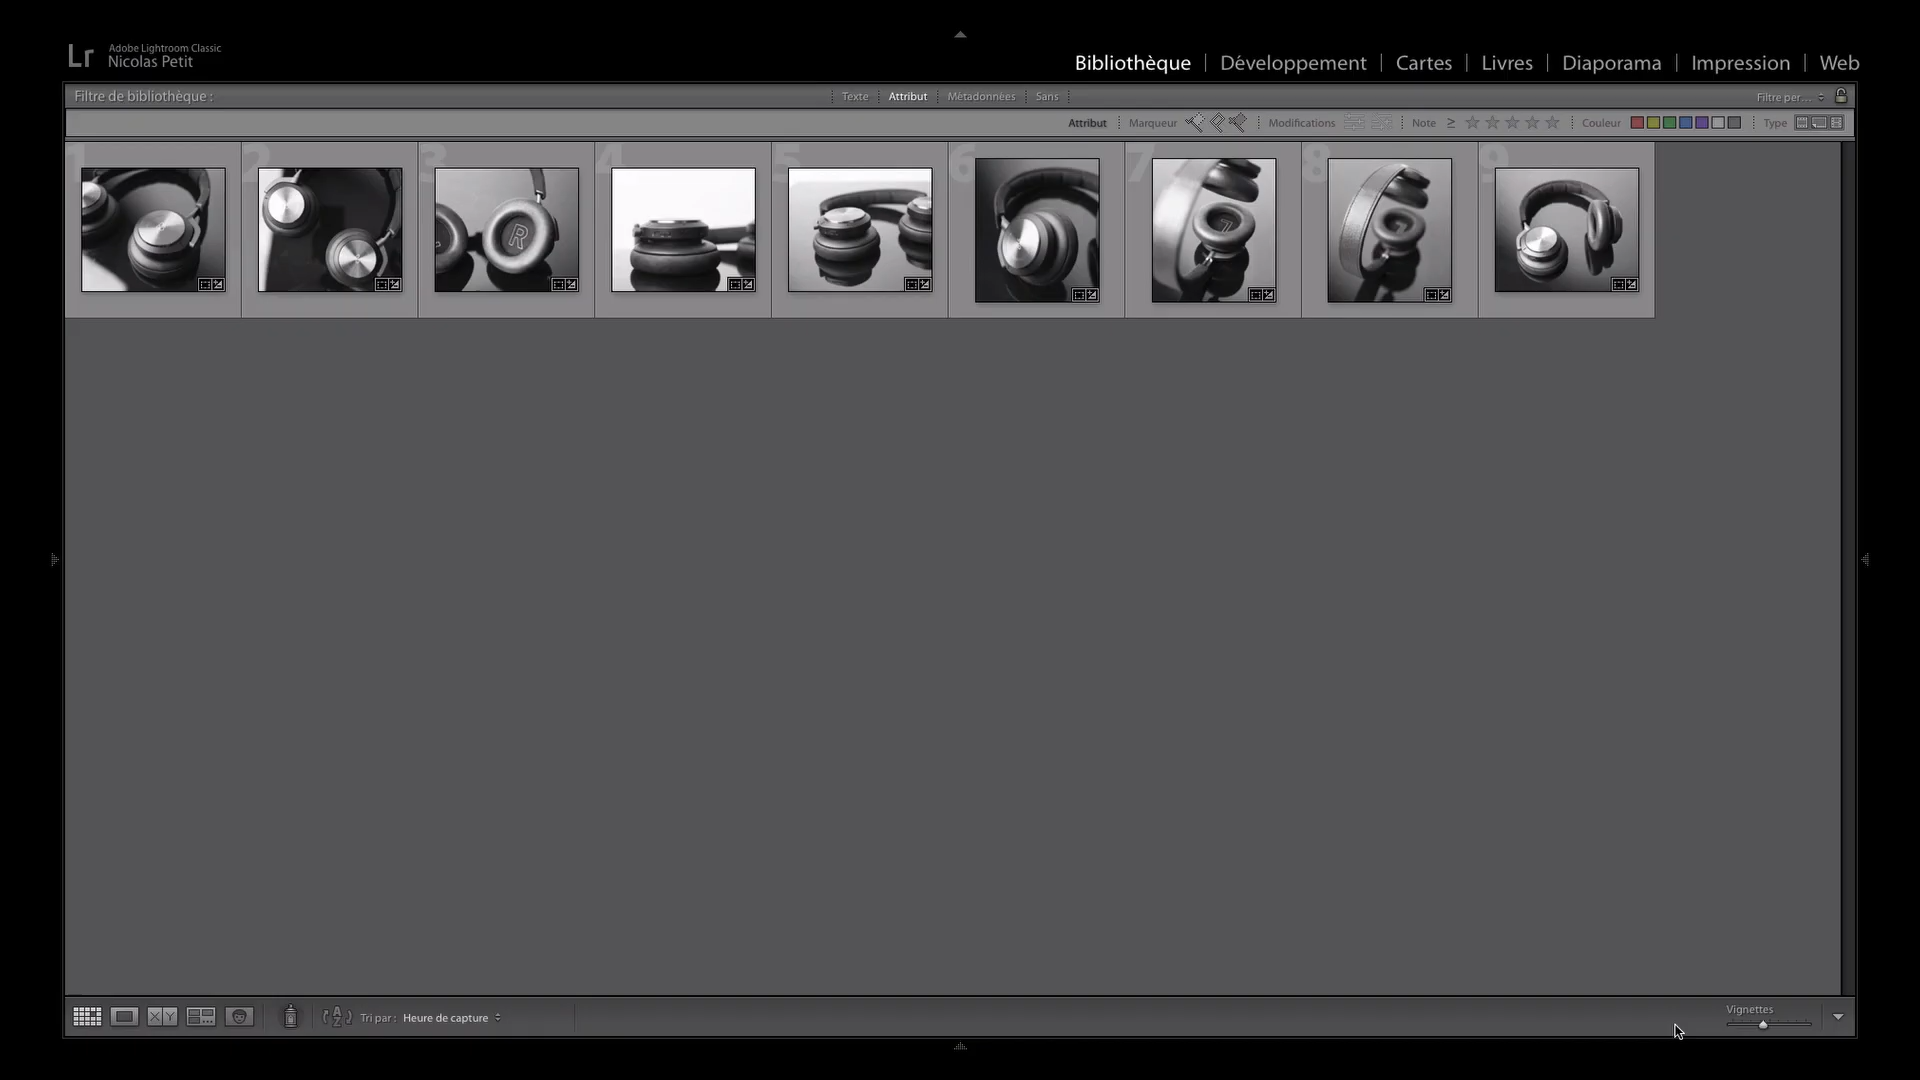 Lr
Adobe Lightroom Classic
Nicolas Petit
Bibliothèque | Développement | Cartes | Livres | Diaporama | Impression | Web
Filtre de bibliothèque :
Texte Attribut Métadonnées Sans
Filtre per...
Attribut Marqueur Modifications Note ≥ Couleur Type
1 2 3 4 5 6 7 8 9
R
XY
Tri par : Heure de capture
Vignettes